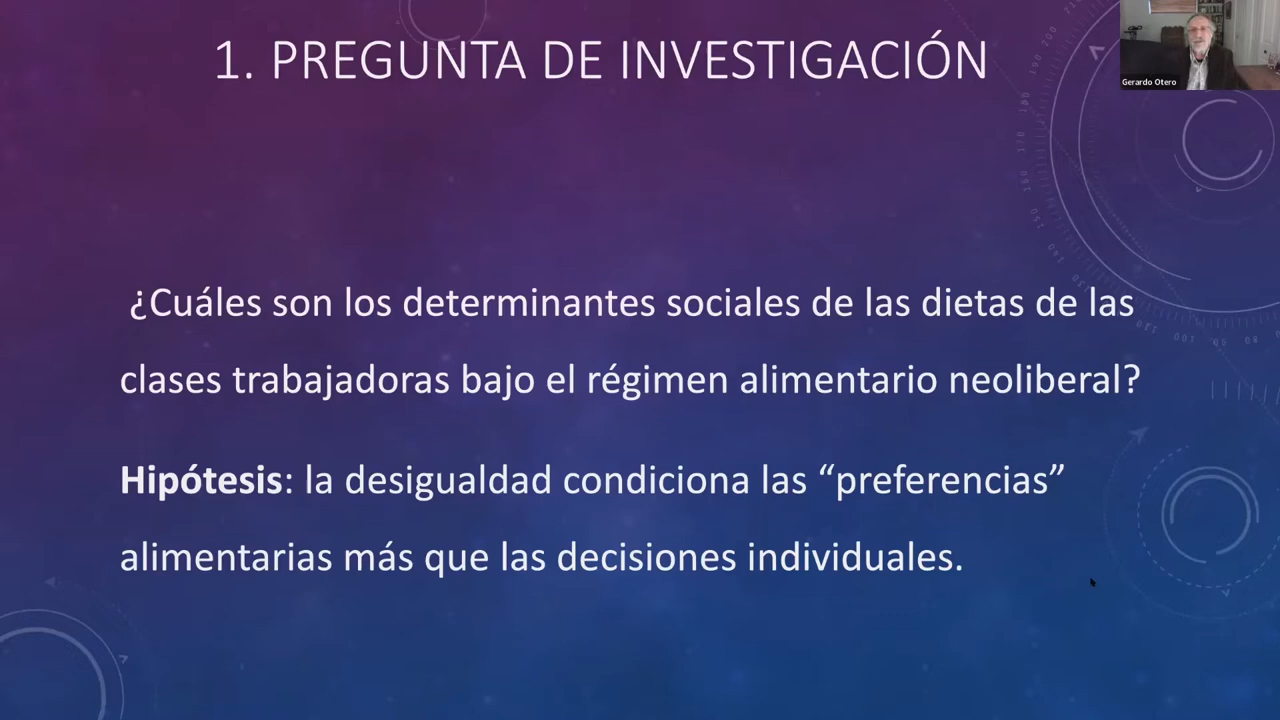 1. PREGUNTA DE INVESTIGACIÓN
Gerardo Otero
¿Cuáles son los determinantes sociales de las dietas de las
clases trabajadoras bajo el régimen alimentario neoliberal?
Hipótesis: la desigualdad condiciona las “preferencias”
alimentarias más que las decisiones individuales.